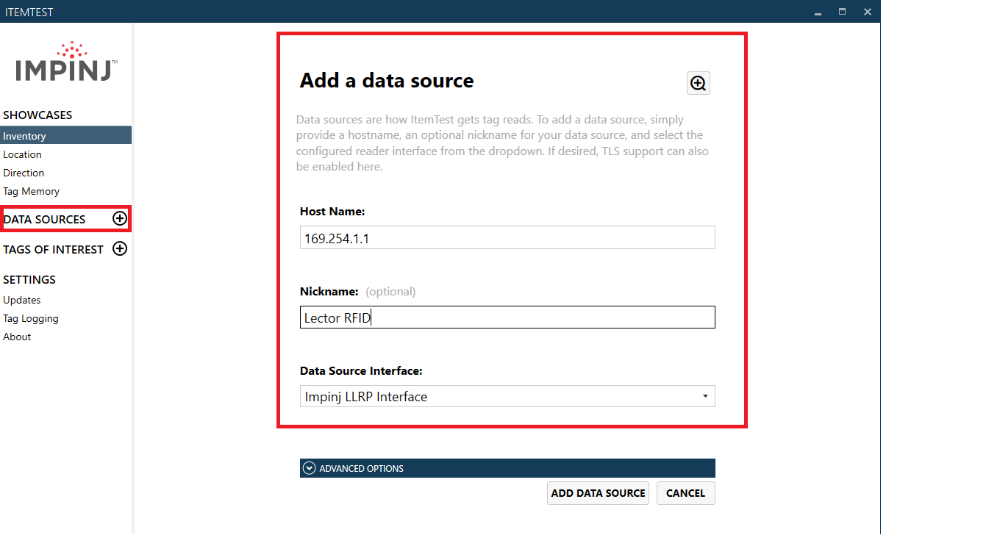 ITEMTEST
IMPINJ™
SHOWCASES
Inventory
Location
Direction
Tag Memory
DATA SOURCES
TAGS OF INTEREST
SETTINGS
Updates
Tag Logging
About
Add a data source
Data sources are how ItemTest gets tag reads. To add a data source, simply
provide a hostname, an optional nickname for your data source, and select the
configured reader interface from the dropdown. If desired, TLS support can also
be enabled here.
Host Name:
169.254.1.1
Nickname: (optional)
Lector RFID
Data Source Interface:
Impinj LLRP Interface
ADVANCED OPTIONS
ADD DATA SOURCE CANCEL